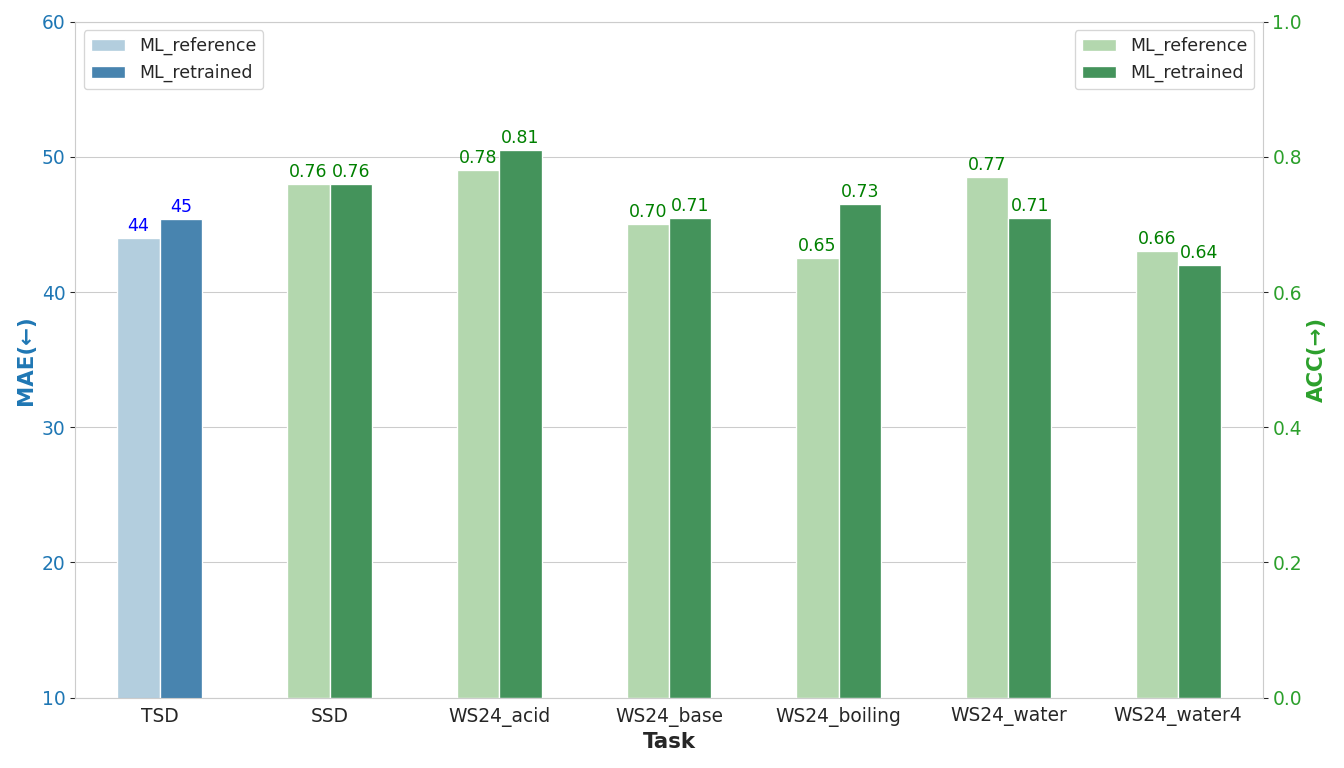 ML_reference
ML_retrained
ML_reference
ML_retrained
60
50
40
30
20
10
MAE(←)
1.0
0.8
0.6
0.4
0.2
0.0
ACC(→)
44
45
0.76
0.76
0.78
0.81
0.70
0.71
0.65
0.73
0.77
0.71
0.66
0.64
TSD
SSD
WS24_acid
WS24_base
WS24_boiling
WS24_water
WS24_water4
Task